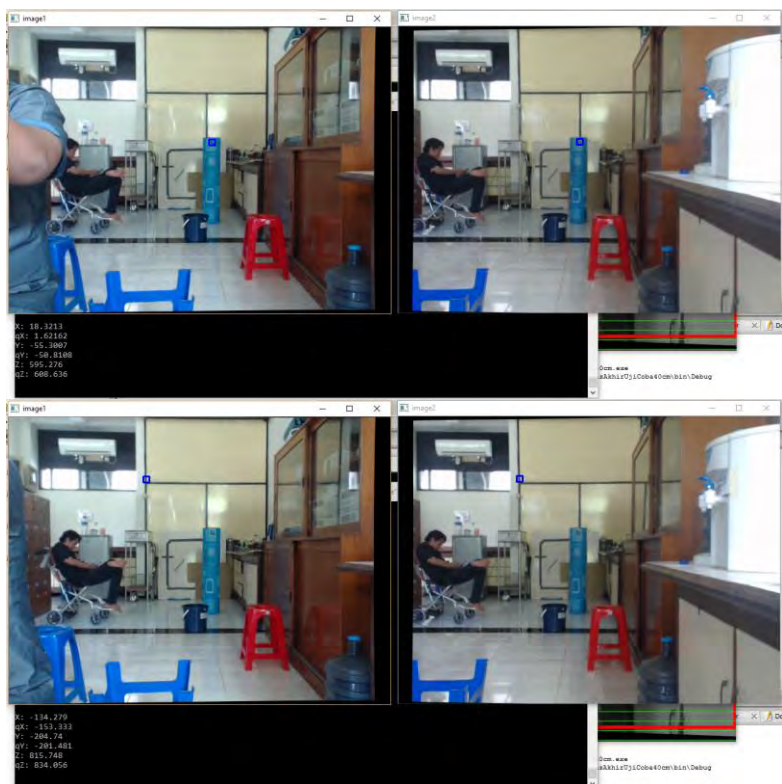 image1
image2
X: 18.3213
qX: 1.62162
Y: -55.3007
qY: -50.8108
Z: 595.276
qZ: 608.636
0cm.exe
sAkhirUjiCoba40cm\bin\Debug
image1
image2
X: -134.279
qX: -153.333
Y: -204.74
qY: -201.481
Z: 815.748
qZ: 834.056
0cm.exe
sAkhirUjiCoba40cm\bin\Debug